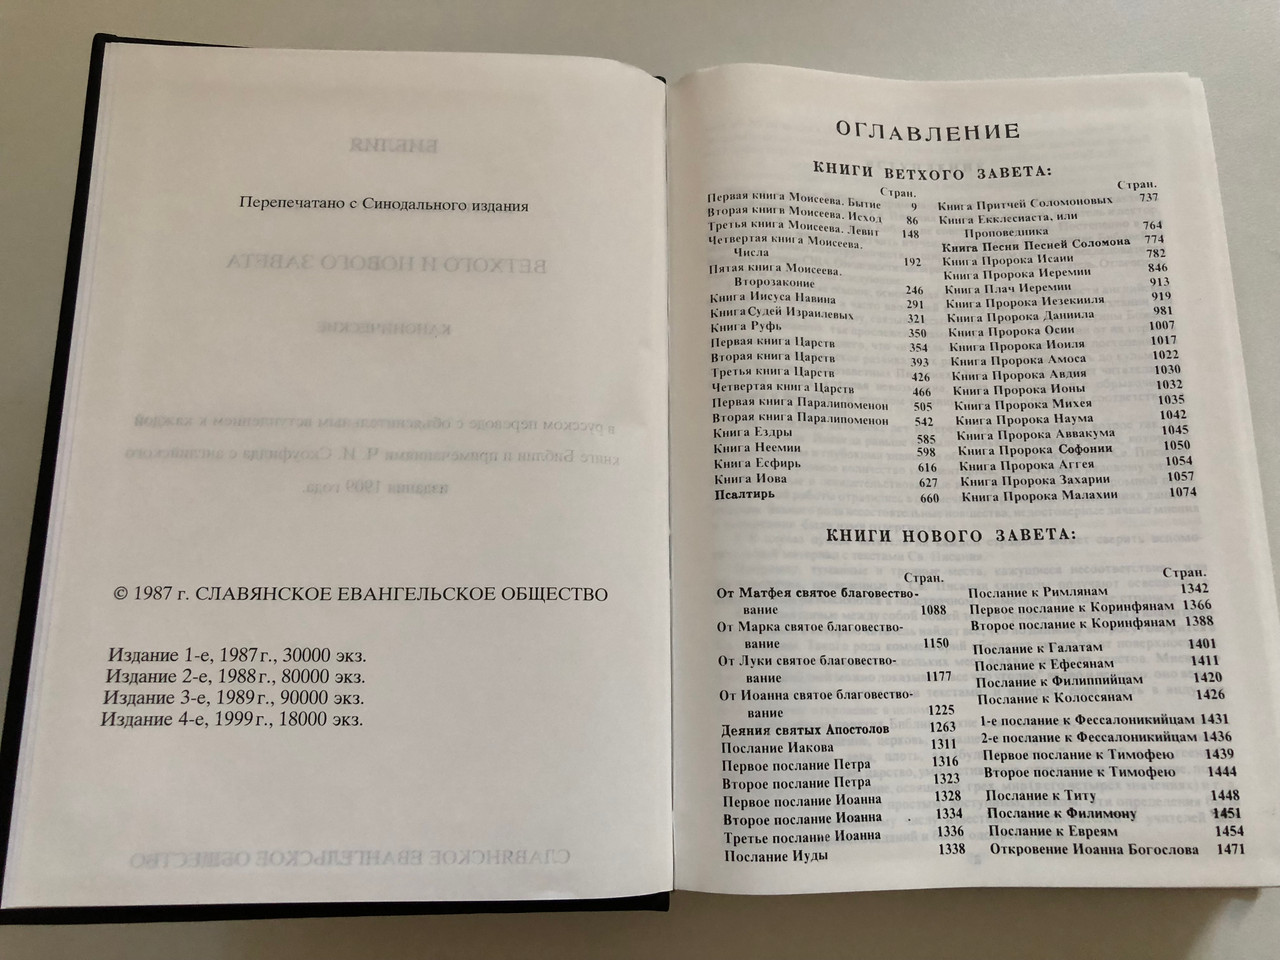 Перепечатано с Синодального издания
© 1987 г. СЛАВЯНСКОЕ ЕВАНГЕЛЬСКОЕ ОБЩЕСТВО
Издание 1-е, 1987 г., 30000 экз.
Издание 2-е, 1988 г., 80000 экз.
Издание 3-е, 1989 г., 90000 экз.
Издание 4-е, 1999 г., 18000 экз.
ОГЛАВЛЕНИЕ
КНИГИ ВЕТХОГО ЗАВЕТА:
Стран.
Первая книга Моисеева. Бытие 9
Вторая книга Моисеева. Исход 86
Третья книга Моисеева. Левит 148
Четвертая книга Моисеева.
Числа 192
Пятая книга Моисеева.
Второзаконие 246
Книга Иисуса Навина 291
Книга Судей Израилевых 321
Книга Руфь 350
Первая книга Царств 354
Вторая книга Царств 393
Третья книга Царств 426
Четвертая книга Царств 466
Первая книга Паралипоменон 505
Вторая книга Паралипоменон 542
Книга Ездры 585
Книга Неемии 598
Книга Есфирь 616
Книга Иова 627
Псалтирь 660
Стран.
Книга Притчей Соломоновых 737
Книга Екклесиаста, или
Проповедника 764
Книга Песни Песней Соломона 774
Книга Пророка Исаии 782
Книга Пророка Иеремии 846
Книга Плач Иеремии 913
Книга Пророка Иезекииля 919
Книга Пророка Даниила 981
Книга Пророка Осии 1007
Книга Пророка Иоиля 1017
Книга Пророка Амоса 1022
Книга Пророка Авдия 1030
Книга Пророка Ионы 1032
Книга Пророка Михея 1035
Книга Пророка Наума 1042
Книга Пророка Аввакума 1045
Книга Пророка Софонии 1050
Книга Пророка Аггея 1054
Книга Пророка Захарии 1057
Книга Пророка Малахии 1074
КНИГИ НОВОГО ЗАВЕТА:
Стран.
От Матфея святое благовество-
вание 1088
От Марка святое благовество-
вание 1150
От Луки святое благовество-
вание 1177
От Иоанна святое благовество-
вание 1225
Деяния святых Апостолов 1263
Послание Иакова 1311
Первое послание Петра 1316
Второе послание Петра 1323
Первое послание Иоанна 1328
Второе послание Иоанна 1334
Третье послание Иоанна 1336
Послание Иуды 1338
Стран.
Послание к Римлянам 1342
Первое послание к Коринфянам 1366
Второе послание к Коринфянам 1388
Послание к Галатам 1401
Послание к Ефесянам 1411
Послание к Филиппийцам 1420
Послание к Колоссянам 1426
1-е послание к Фессалоникийцам 1431
2-е послание к Фессалоникийцам 1436
Первое послание к Тимофею 1439
Второе послание к Тимофею 1444
Послание к Титу 1448
Послание к Филимону 1451
Послание к Евреям 1454
Откровение Иоанна Богослова 1471